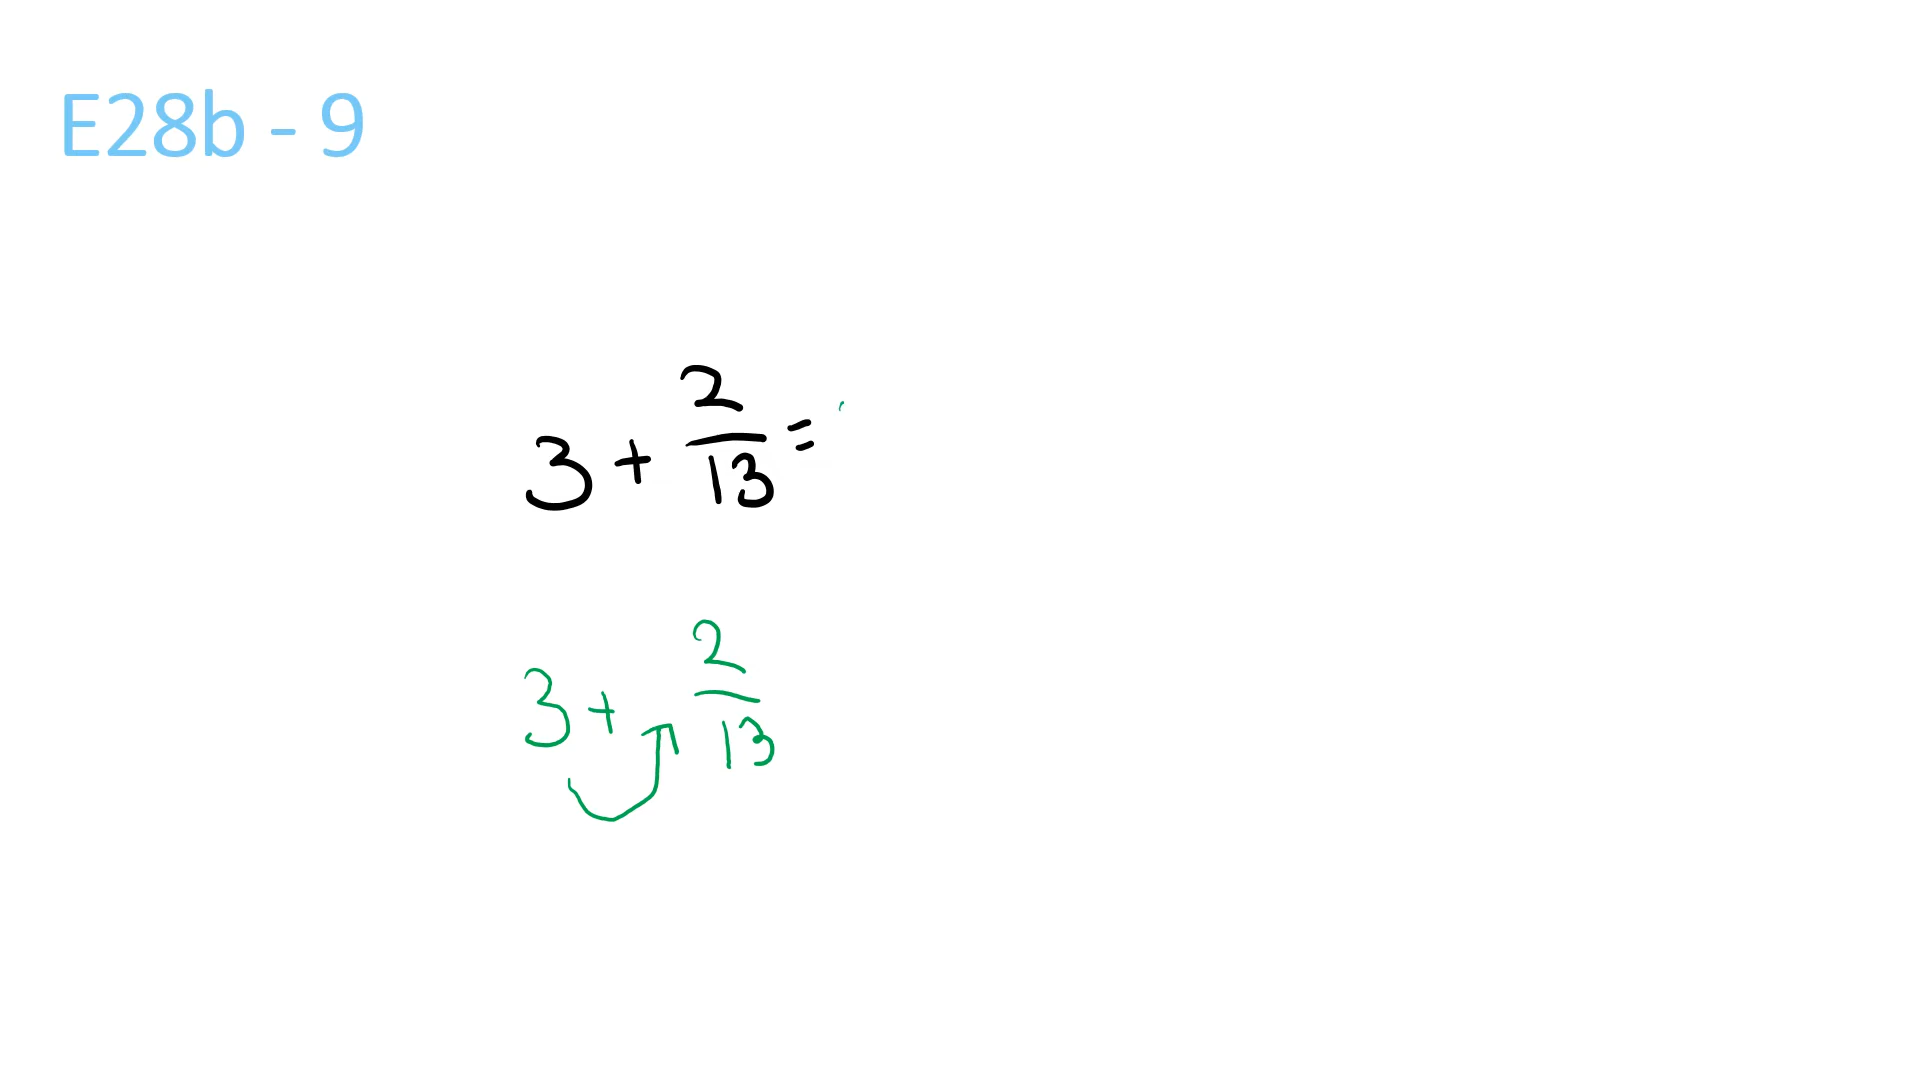 E28b - 9
3 + 2/13 =
3 + 2/13